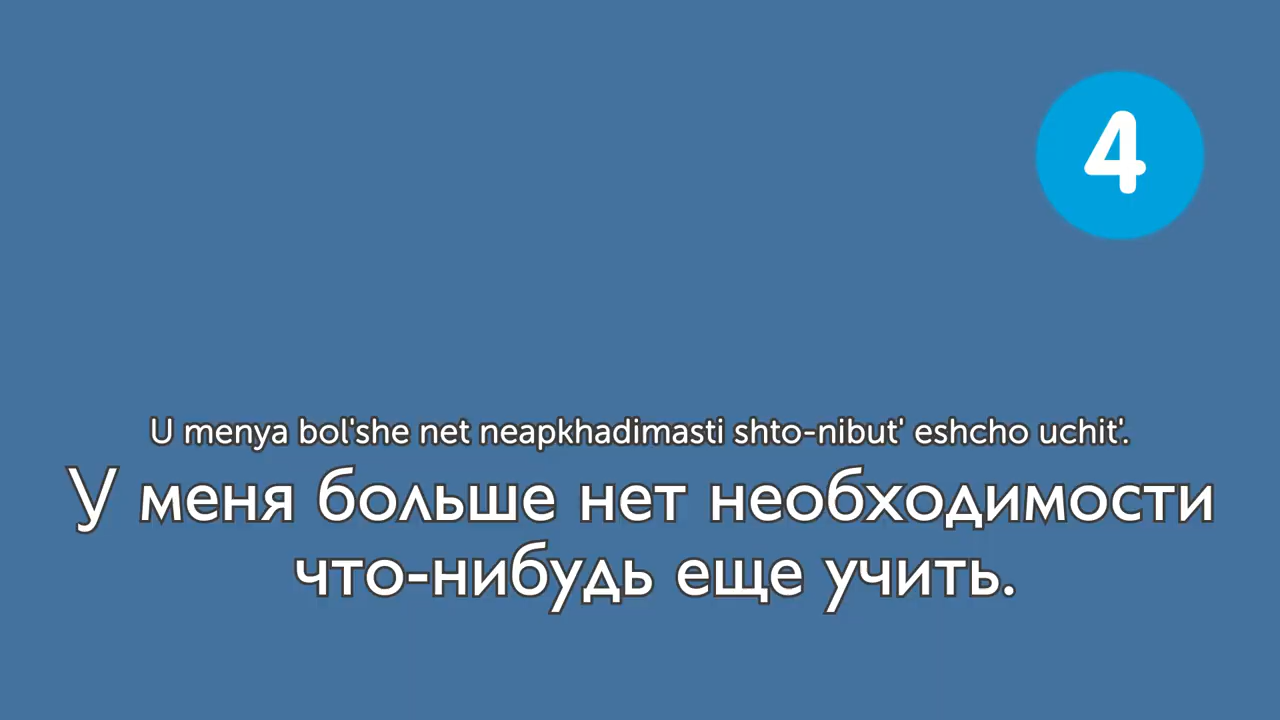 4
U menya bol'she net neapkhadimasti shto-nibut' eshcho uchit'.
У меня больше нет необходимости
что-нибудь еще учить.